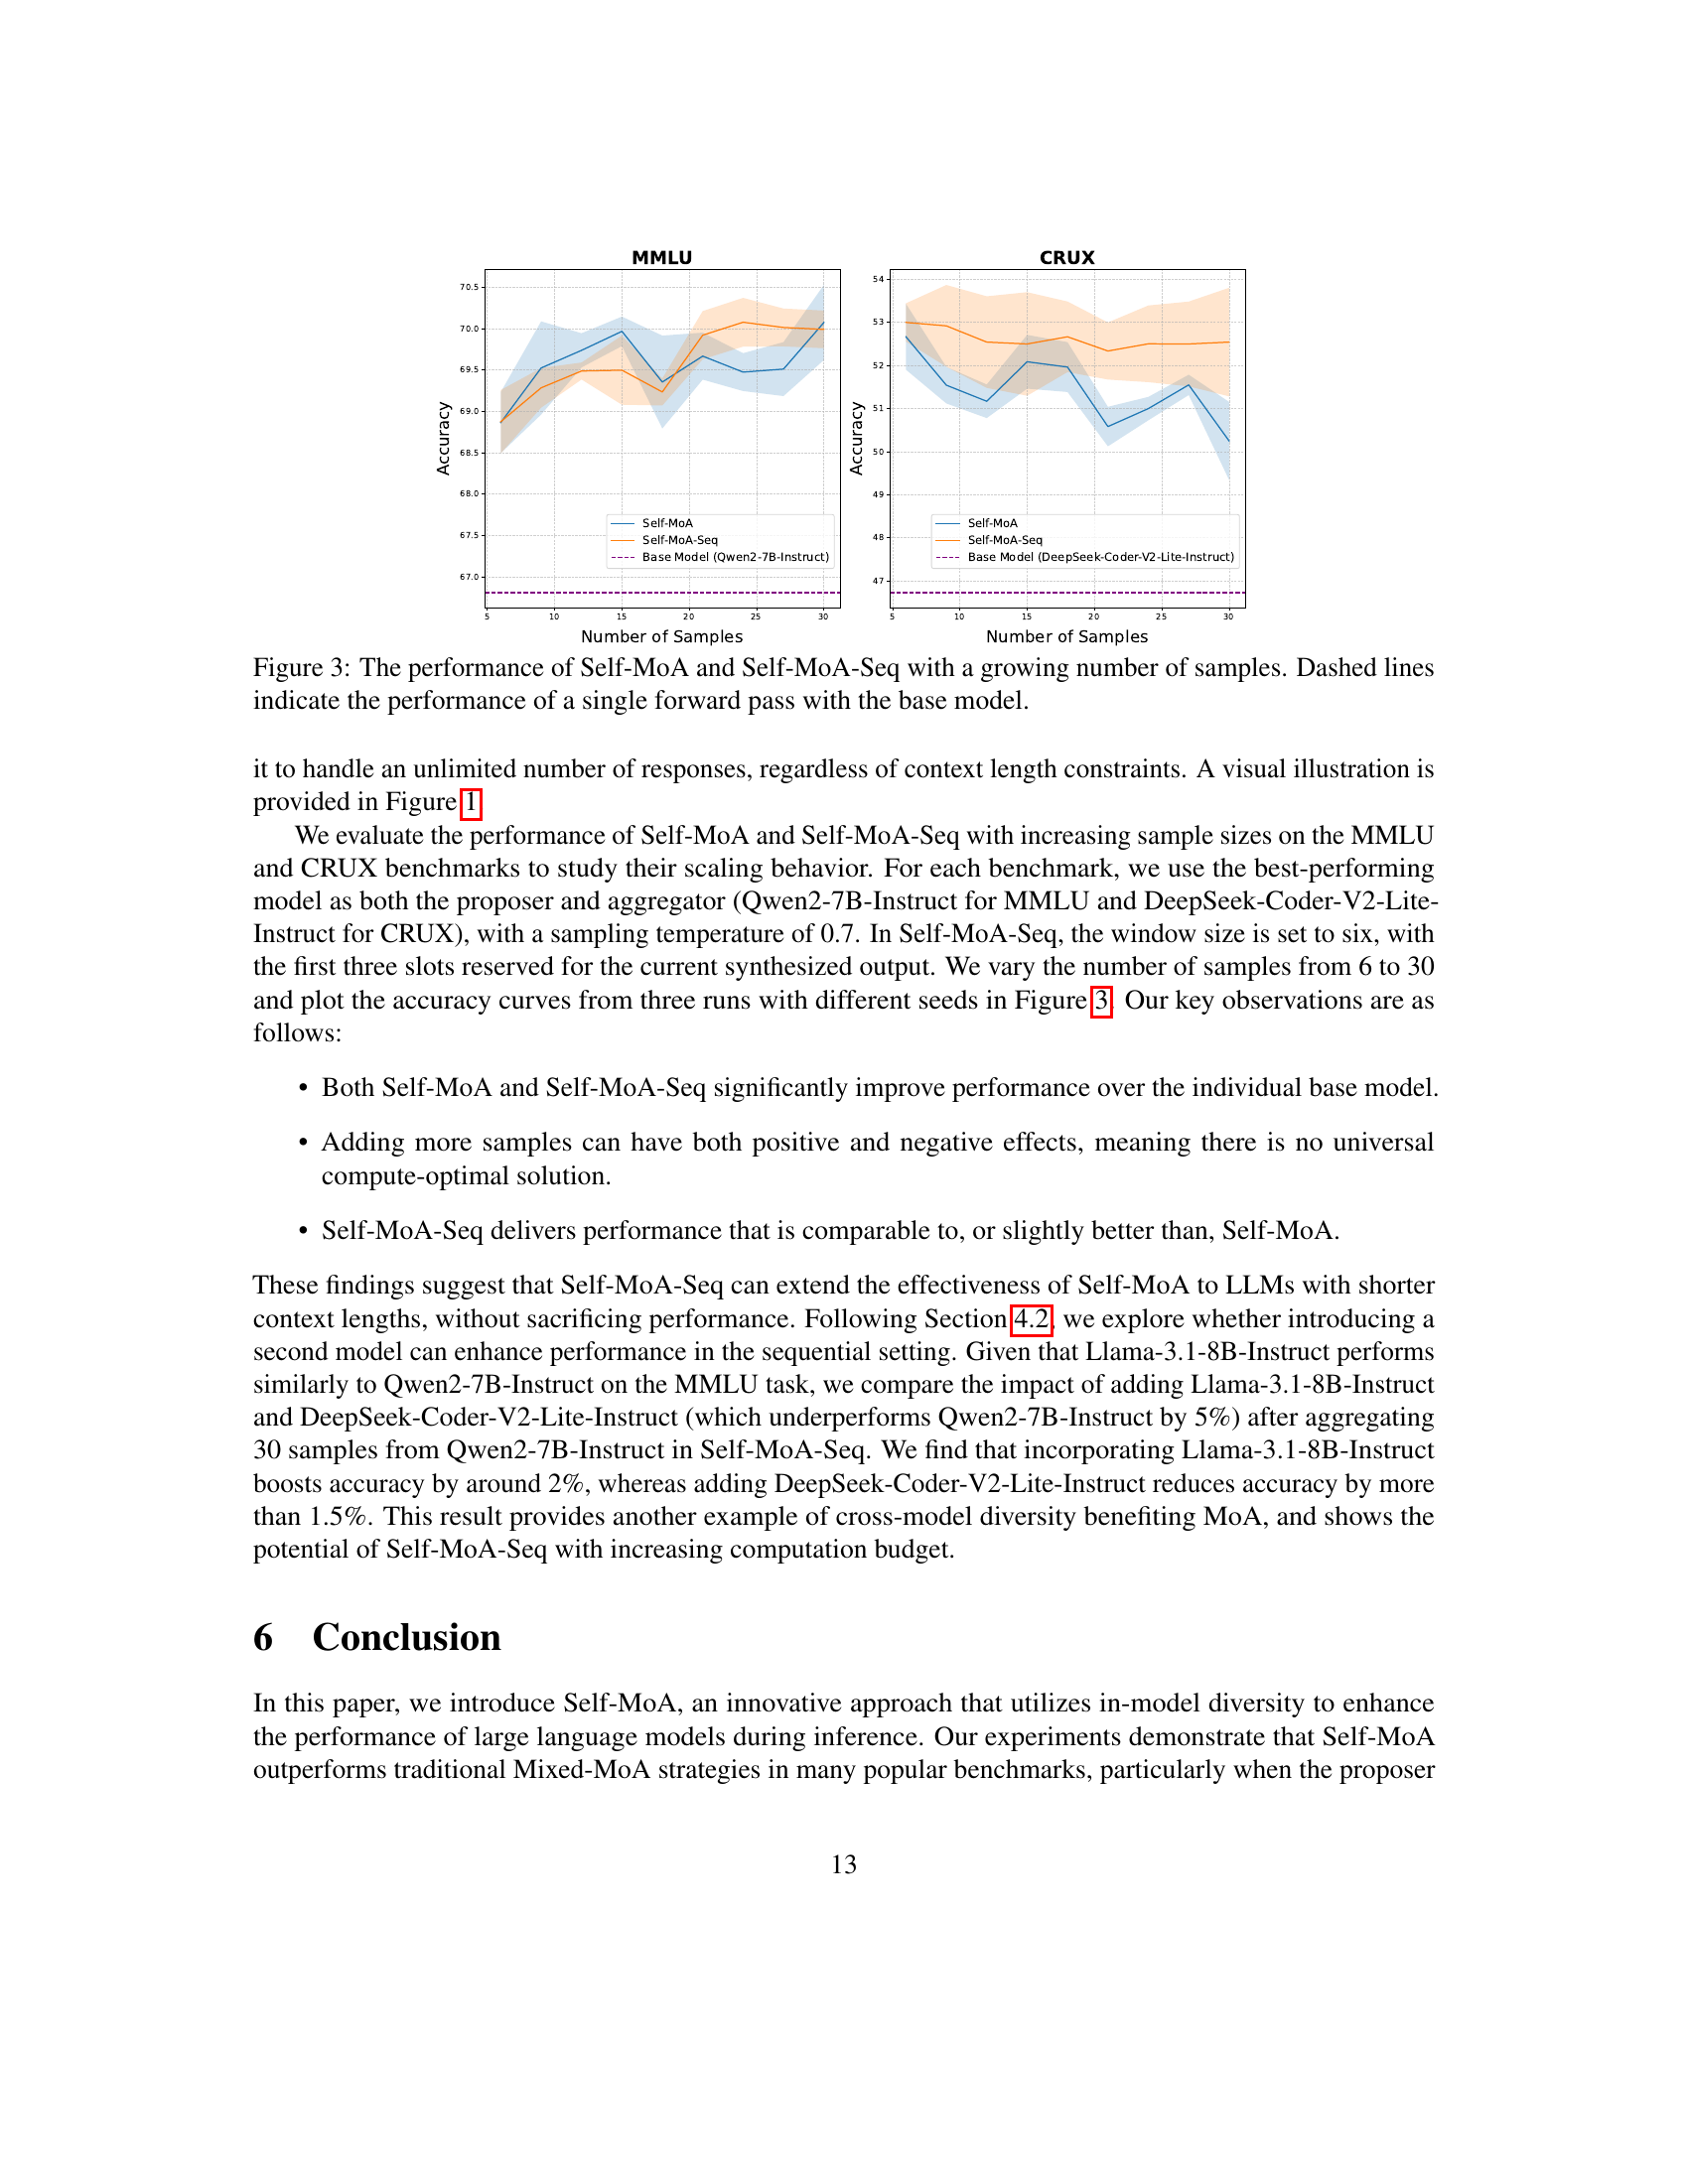 MMLU
70.5
70.0
69.5
69.0
68.5
68.0
67.5
67.0
Accuracy
Self-MoA
Self-MoA-Seq
Base Model (Qwen2-7B-Instruct)
5 10 15 20 25 30
Number of Samples
CRUX
54
53
52
51
50
49
48
47
Accuracy
Self-MoA
Self-MoA-Seq
Base Model (DeepSeek-Coder-V2-Lite-Instruct)
5 10 15 20 25 30
Number of Samples
Figure 3: The performance of Self-MoA and Self-MoA-Seq with a growing number of samples. Dashed lines
indicate the performance of a single forward pass with the base model.
it to handle an unlimited number of responses, regardless of context length constraints. A visual illustration is
provided in Figure 1
We evaluate the performance of Self-MoA and Self-MoA-Seq with increasing sample sizes on the MMLU
and CRUX benchmarks to study their scaling behavior. For each benchmark, we use the best-performing
model as both the proposer and aggregator (Qwen2-7B-Instruct for MMLU and DeepSeek-Coder-V2-Lite-
Instruct for CRUX), with a sampling temperature of 0.7. In Self-MoA-Seq, the window size is set to six, with
the first three slots reserved for the current synthesized output. We vary the number of samples from 6 to 30
and plot the accuracy curves from three runs with different seeds in Figure 3. Our key observations are as
follows:
• Both Self-MoA and Self-MoA-Seq significantly improve performance over the individual base model.
• Adding more samples can have both positive and negative effects, meaning there is no universal
compute-optimal solution.
• Self-MoA-Seq delivers performance that is comparable to, or slightly better than, Self-MoA.
These findings suggest that Self-MoA-Seq can extend the effectiveness of Self-MoA to LLMs with shorter
context lengths, without sacrificing performance. Following Section 4.2, we explore whether introducing a
second model can enhance performance in the sequential setting. Given that Llama-3.1-8B-Instruct performs
similarly to Qwen2-7B-Instruct on the MMLU task, we compare the impact of adding Llama-3.1-8B-Instruct
and DeepSeek-Coder-V2-Lite-Instruct (which underperforms Qwen2-7B-Instruct by 5%) after aggregating
30 samples from Qwen2-7B-Instruct in Self-MoA-Seq. We find that incorporating Llama-3.1-8B-Instruct
boosts accuracy by around 2%, whereas adding DeepSeek-Coder-V2-Lite-Instruct reduces accuracy by more
than 1.5%. This result provides another example of cross-model diversity benefiting MoA, and shows the
potential of Self-MoA-Seq with increasing computation budget.
6 Conclusion
In this paper, we introduce Self-MoA, an innovative approach that utilizes in-model diversity to enhance
the performance of large language models during inference. Our experiments demonstrate that Self-MoA
outperforms traditional Mixed-MoA strategies in many popular benchmarks, particularly when the proposer
13